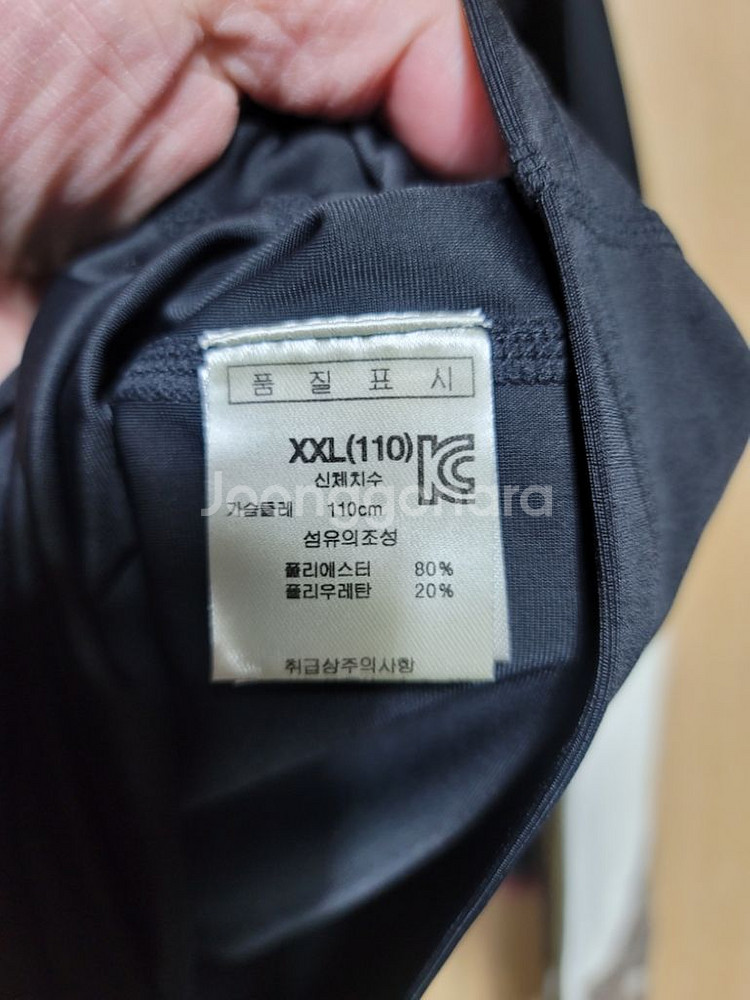 품 질 표 시
XXL(110)
신체치수
가슴둘레 110cm
섬유의조성
폴리에스터 80%
폴리우레탄 20%
취급상주의사항
Joonggonara